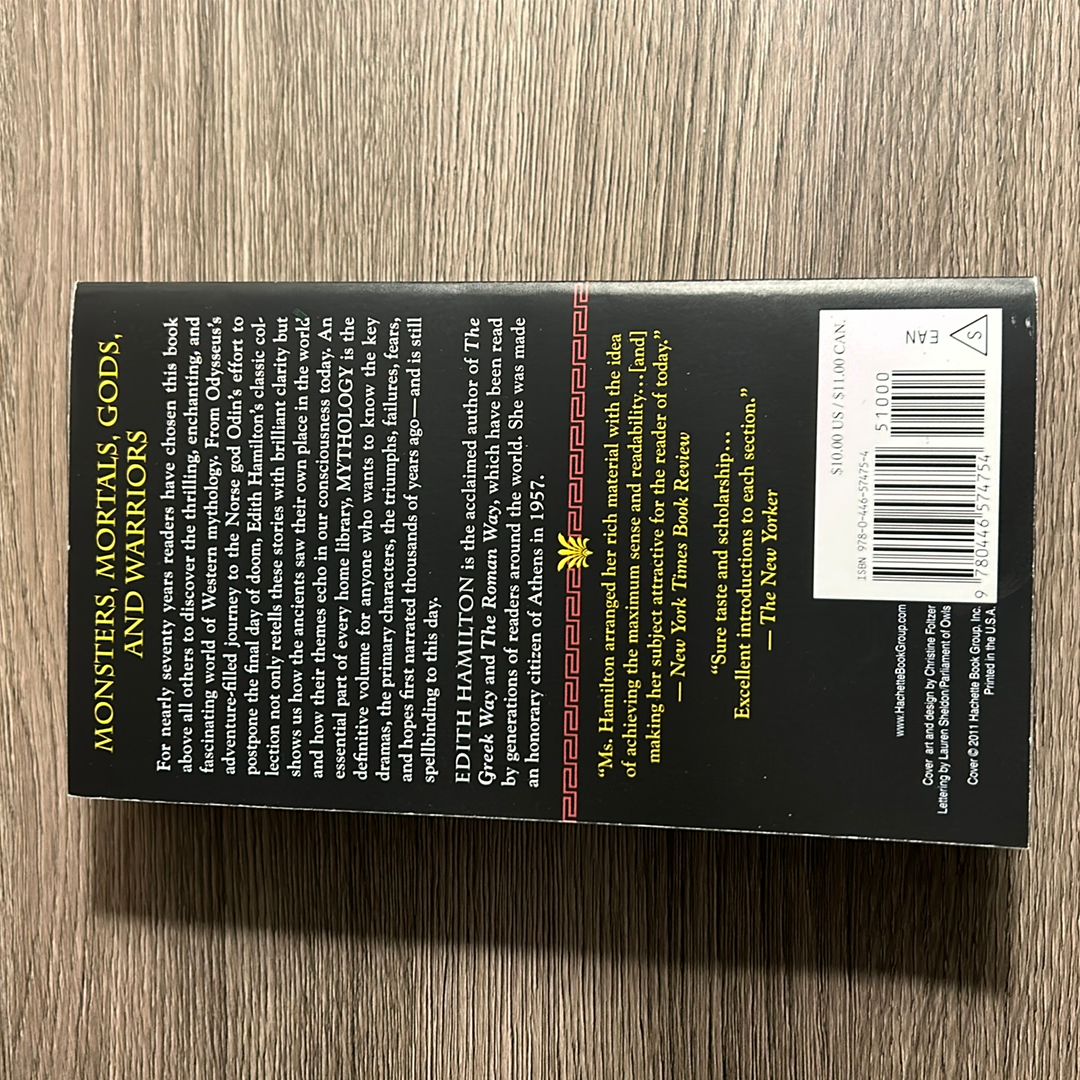 MONSTERS, MORTALS, GODS,
AND WARRIORS
For nearly seventy years readers have chosen this book
above all others to discover the thrilling, enchanting, and
fascinating world of Western mythology. From Odysseus's
adventure-filled journey to the Norse god Odin's effort to
postpone the final day of doom, Edith Hamilton's classic col-
lection not only retells these stories with brilliant clarity but
shows us how the ancients saw their own place in the world
and how their themes echo in our consciousness today. An
essential part of every home library, MYTHOLOGY is the
definitive volume for anyone who wants to know the key
dramas, the primary characters, the triumphs, failures, fears,
and hopes first narrated thousands of years ago—and is still
spellbinding to this day.
EDITH HAMILTON is the acclaimed author of The
Greek Way and The Roman Way, which have been read
by generations of readers around the world. She was made
an honorary citizen of Athens in 1957.
"Ms. Hamilton arranged her rich material with the idea
of achieving the maximum sense and readability...[and]
making her subject attractive for the reader of today."
—New York Times Book Review
"Sure taste and scholarship...
Excellent introductions to each section."
—The New Yorker
www.HachetteBookGroup.com
Cover art and design by Christine Foltzer
Lettering by Lauren Sheldon/Parliament of Owls
Cover © 2011 Hachette Book Group, Inc.
Printed in the U.S.A.
$10.00 US / $11.00 CAN.
ISBN 978-0-446-57475-4
51000
9 780446 574754
EAN
S